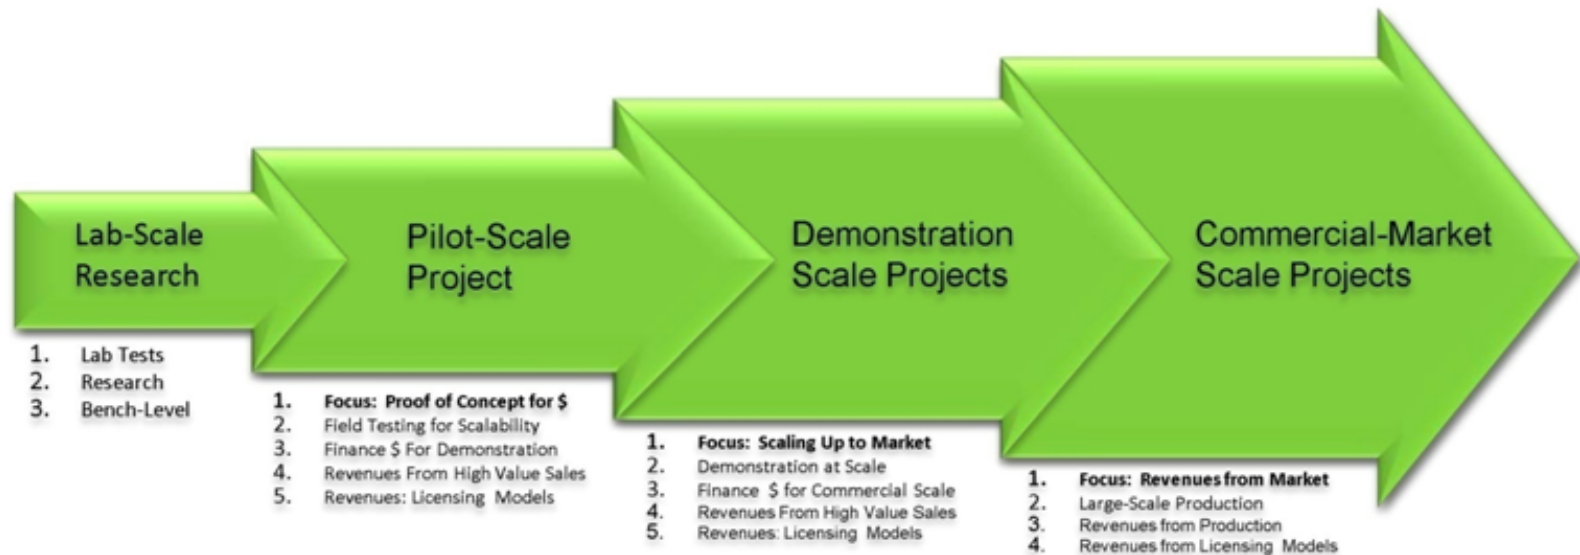 Lab-Scale
Research
1. Lab Tests
2. Research
3. Bench-Level
Pilot-Scale
Project
1. Focus: Proof of Concept for $
2. Field Testing for Scalability
3. Finance $ For Demonstration
4. Revenues From High Value Sales
5. Revenues: Licensing Models
Demonstration
Scale Projects
1. Focus: Scaling Up to Market
2. Demonstration at Scale
3. Finance $ for Commercial Scale
4. Revenues From High Value Sales
5. Revenues: Licensing Models
Commercial-Market
Scale Projects
1. Focus: Revenues from Market
2. Large-Scale Production
3. Revenues from Production
4. Revenues from Licensing Models